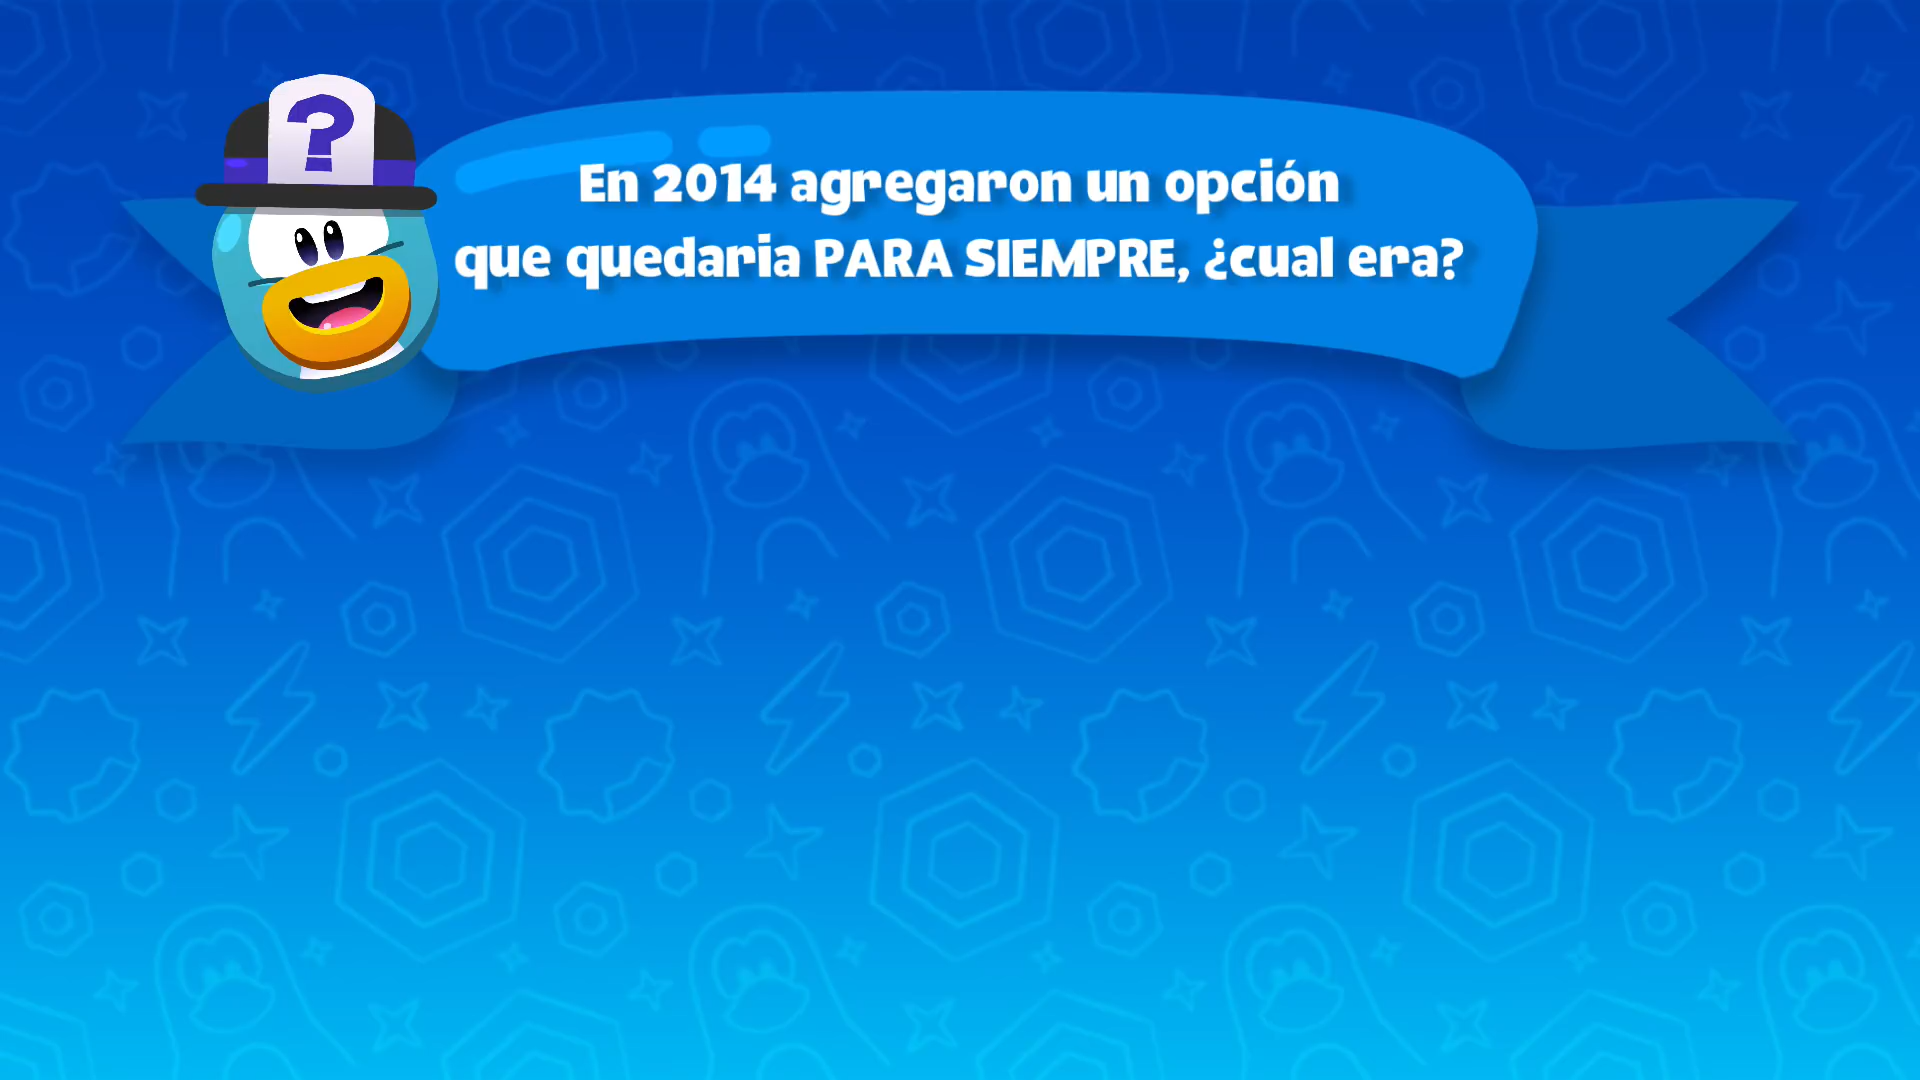 ?
En 2014 agregaron un opción
que quedaria PARA SIEMPRE, ¿cual era?